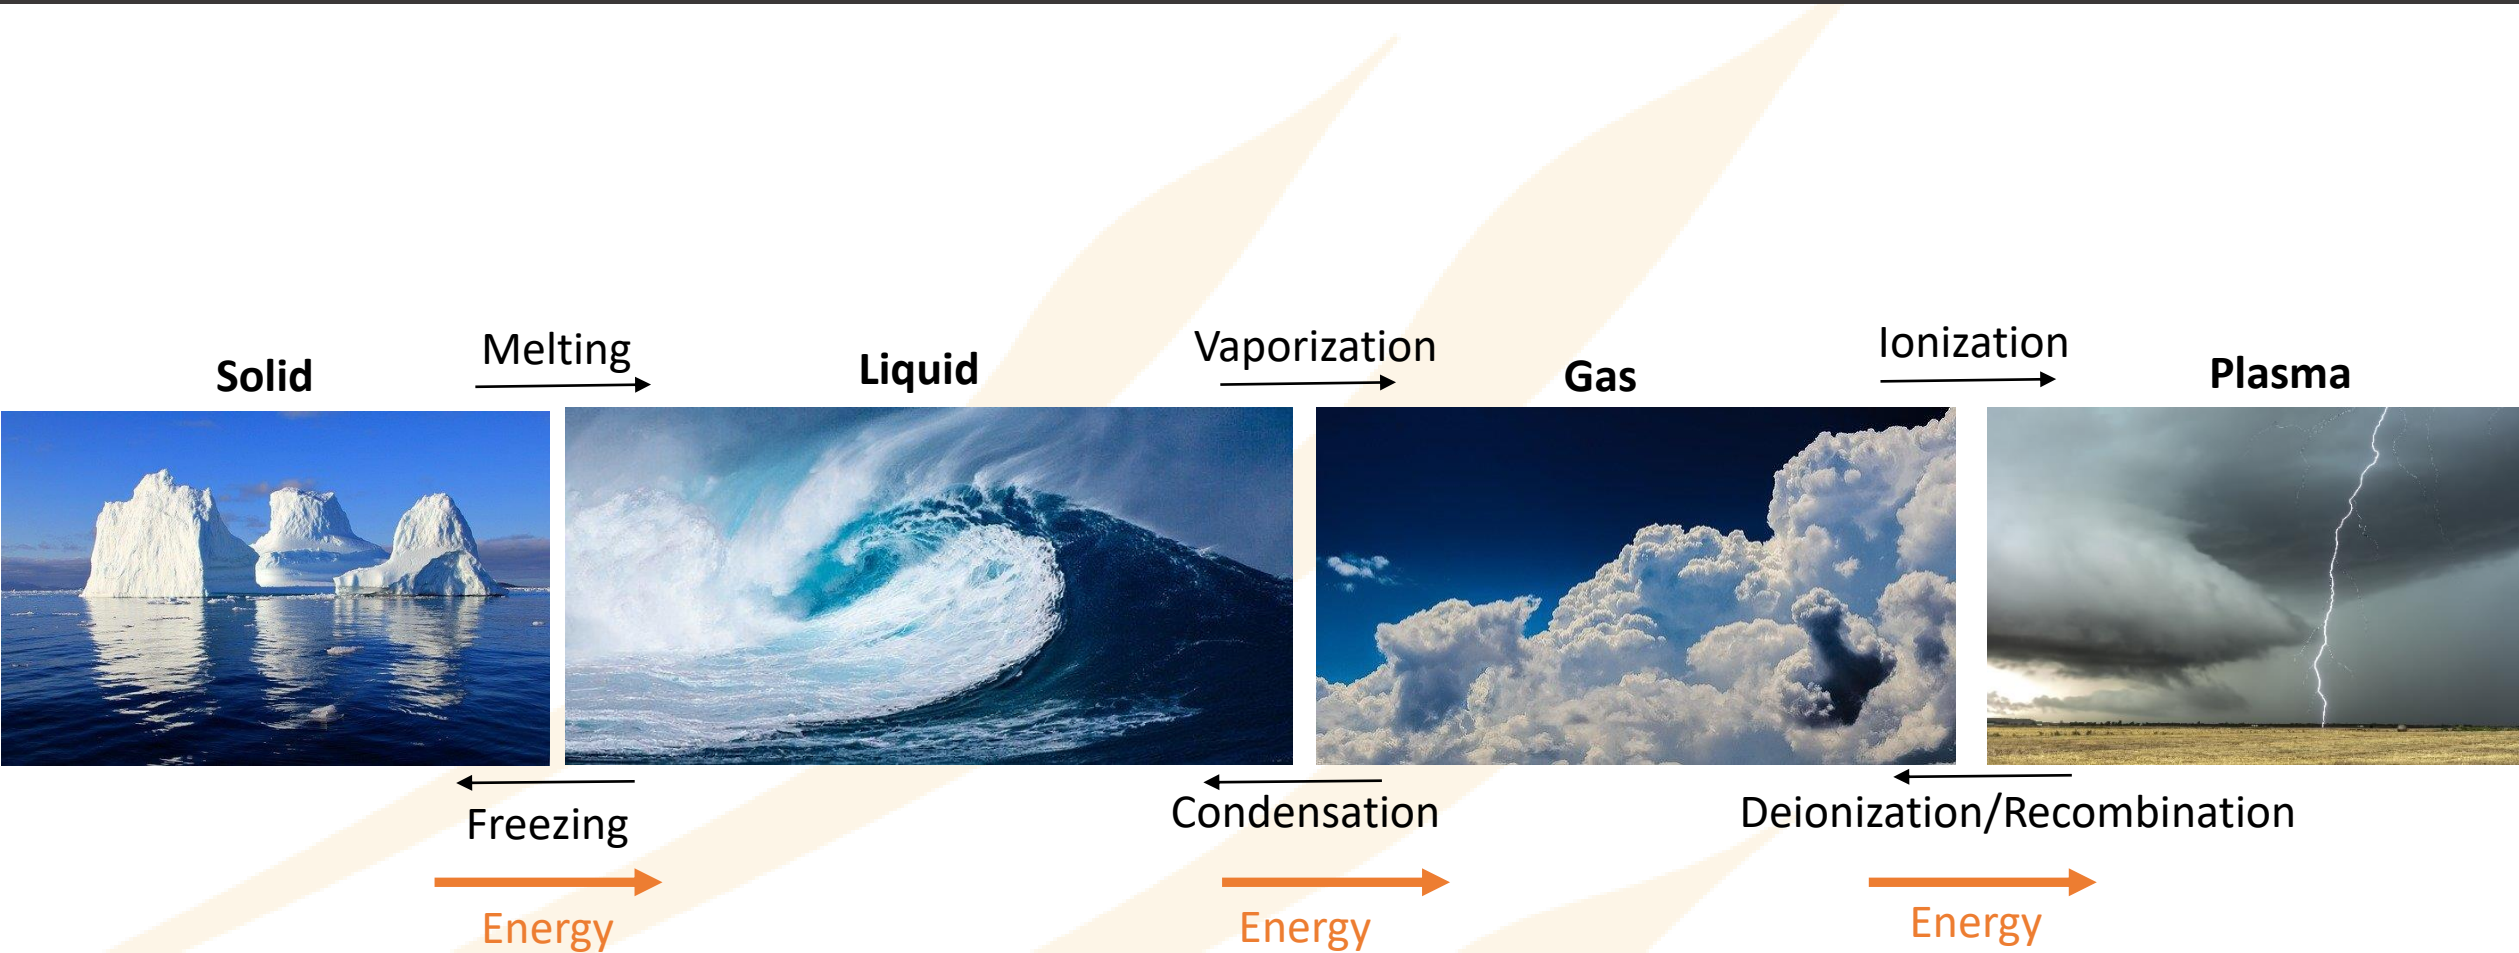 Solid
Melting
Liquid
Vaporization
Gas
Ionization
Plasma
Freezing
Condensation
Deionization/Recombination
Energy
Energy
Energy